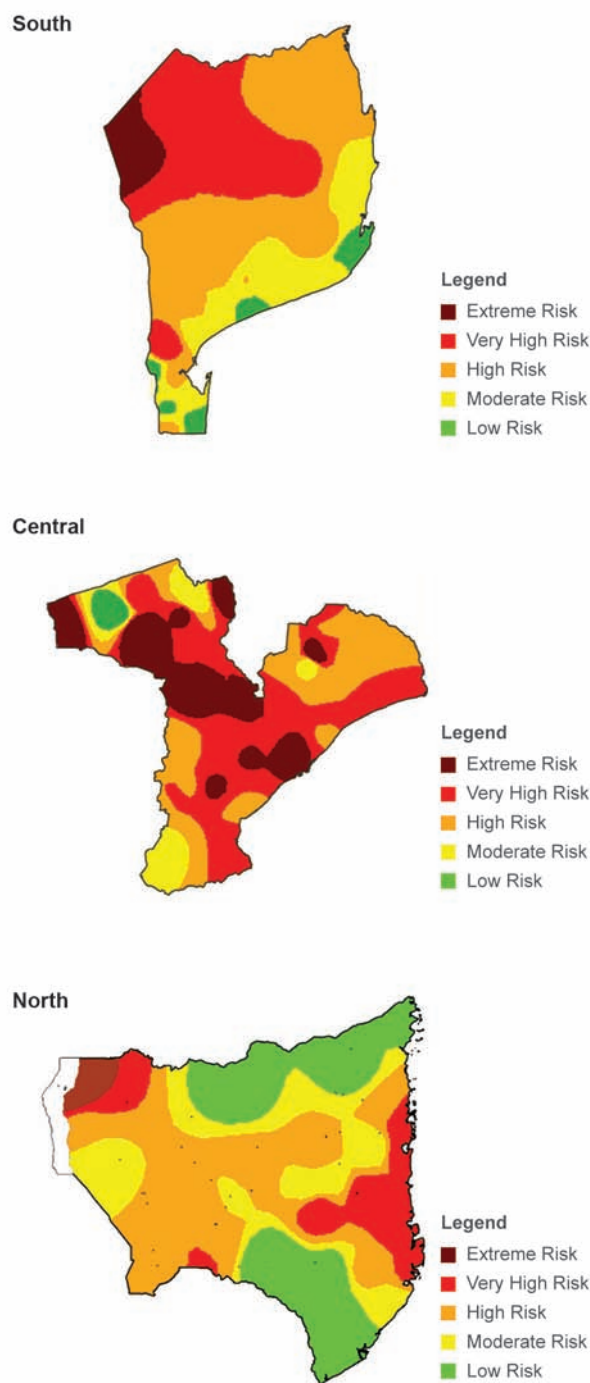 South
Legend
Extreme Risk
Very High Risk
High Risk
Moderate Risk
Low Risk
Central
Legend
Extreme Risk
Very High Risk
High Risk
Moderate Risk
Low Risk
North
Legend
Extreme Risk
Very High Risk
High Risk
Moderate Risk
Low Risk